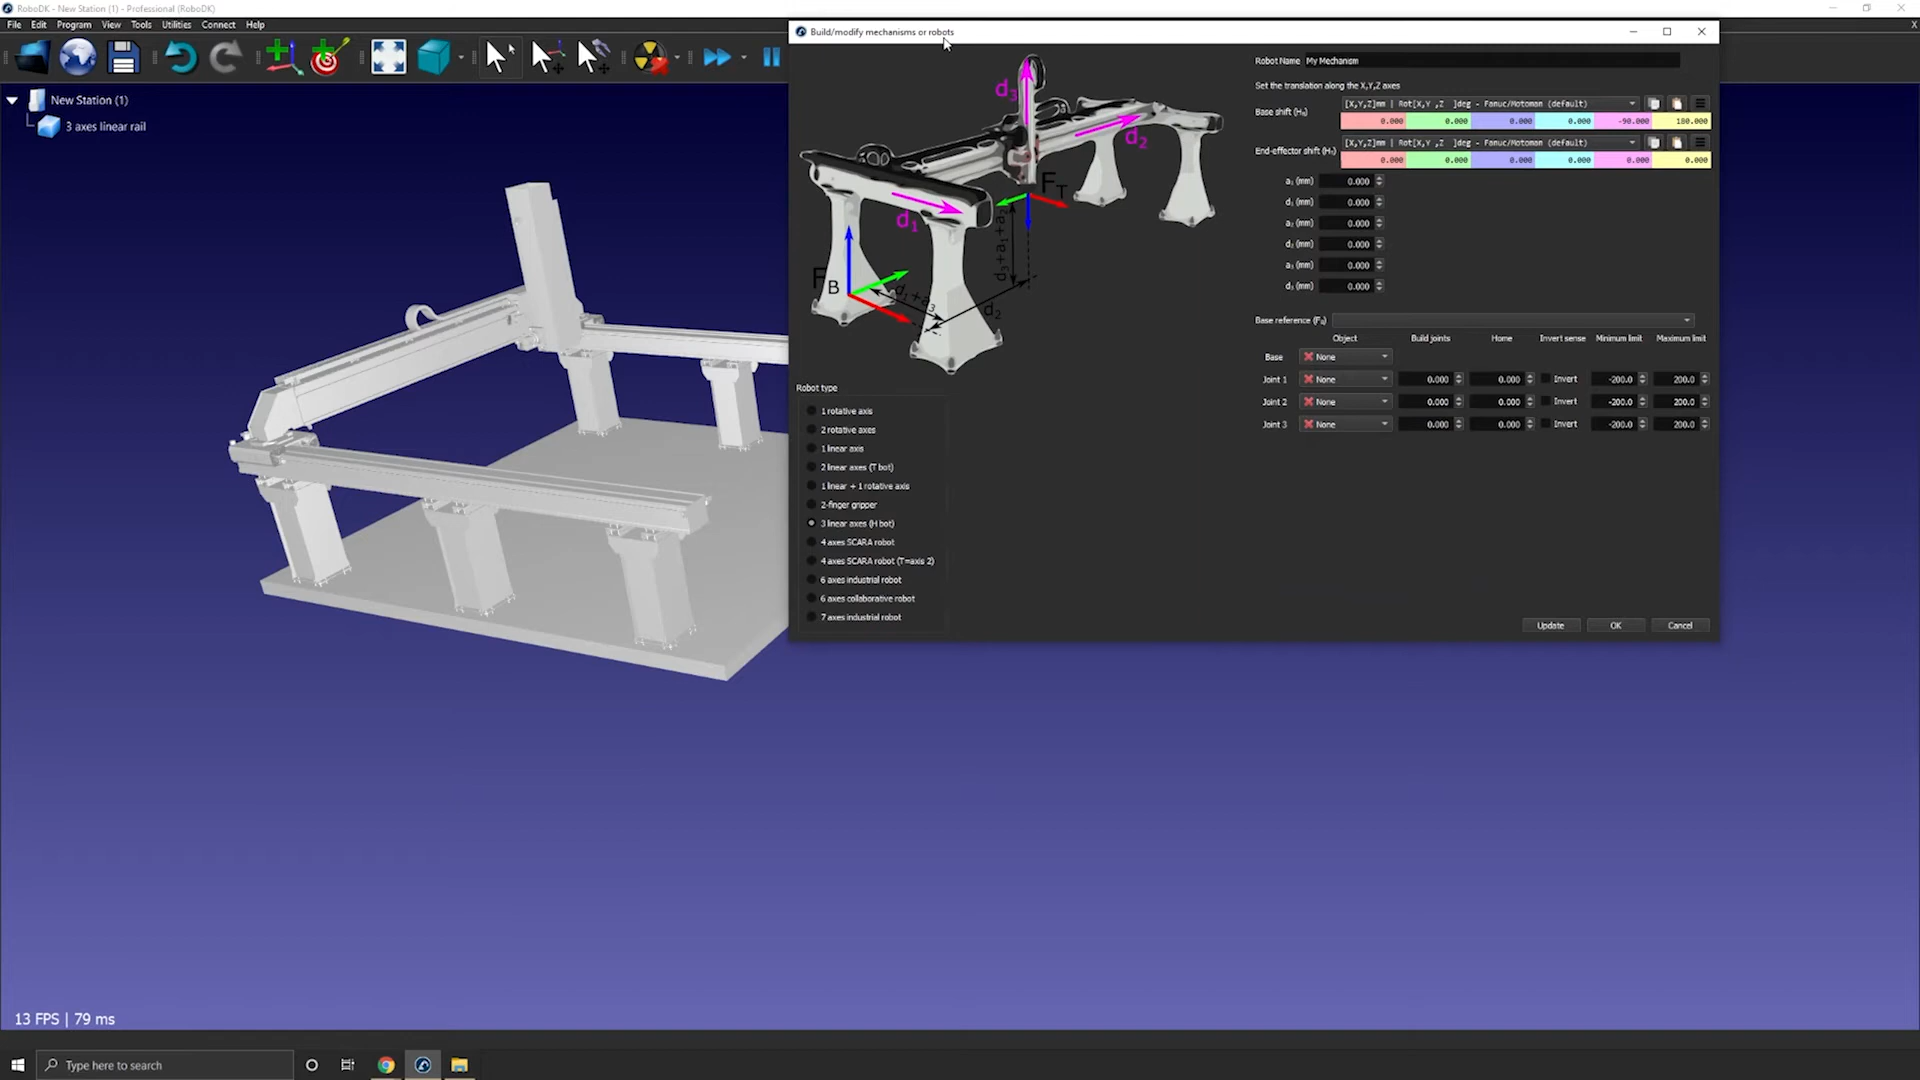 RoboDK - New Station (1) - Professional (RoboDK)
File Edit Program View Tools Utilities Connect Help
New Station (1)
3 axes linear rail
Build/modify mechanisms or robots
d₃
d₂
d₁
F_T
F_B
d₃+a₁+a₂
d₁+a₃
d₂
Robot type
1 rotative axis
2 rotative axes
1 linear axis
2 linear axes (T bot)
1 linear + 1 rotative axis
2-finger gripper
3 linear axes (H bot)
4 axes SCARA robot
4 axes SCARA robot (T=axis 2)
6 axes industrial robot
6 axes collaborative robot
7 axes industrial robot
Robot Name My Mechanism
Set the translation along the X,Y,Z axes
[X,Y,Z]mm | Rot[X,Y ,Z ]deg - Fanuc/Motoman (default)
Base shift (H₀)
0.000 0.000 0.000 0.000 -90.000 180.000
[X,Y,Z]mm | Rot[X,Y ,Z ]deg - Fanuc/Motoman (default)
End-effector shift (Hₜ)
0.000 0.000 0.000 0.000 0.000 0.000
a₁ (mm) 0.000
d₁ (mm) 0.000
a₂ (mm) 0.000
d₂ (mm) 0.000
a₃ (mm) 0.000
d₃ (mm) 0.000
Base reference (F₀)
Object Build joints Home Invert sense Minimum limit Maximum limit
Base None
Joint 1 None 0.000 0.000 Invert -200.0 200.0
Joint 2 None 0.000 0.000 Invert -200.0 200.0
Joint 3 None 0.000 0.000 Invert -200.0 200.0
Update OK Cancel
13 FPS | 79 ms
Type here to search